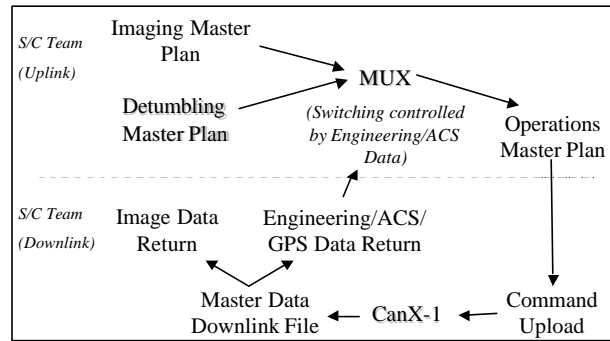 S/C Team
(Uplink)
Imaging Master
Plan
MUX
Detumbling
Master Plan
(Switching controlled
by Engineering/ACS
Data)
Operations
Master Plan
S/C Team
(Downlink)
Image Data
Return
Engineering/ACS/
GPS Data Return
Master Data
Downlink File
CanX-1
Command
Upload